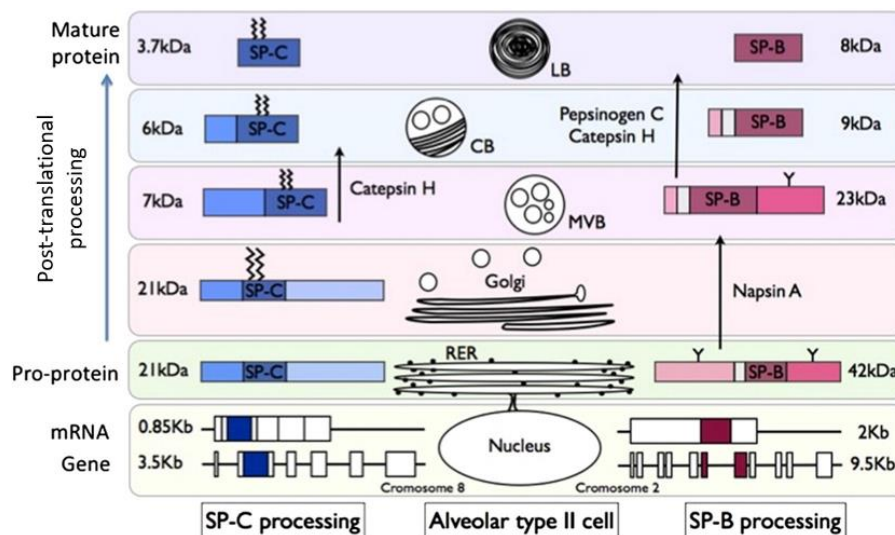 Mature
protein
3.7kDa
SP-C
LB
SP-B
8kDa
6kDa
SP-C
CB
Pepsinogen C
Catepsin H
SP-B
9kDa
7kDa
SP-C
Catepsin H
MVB
Y
SP-B
23kDa
Post-translational
processing
21kDa
SP-C
Golgi
Napsin A
Pro-protein
21kDa
SP-C
RER
Y
Y
SP-B
42kDa
mRNA
0.85Kb
Nucleus
2Kb
Gene
3.5Kb
Cromosome 8
Cromosome 2
9.5Kb
SP-C processing
Alveolar type II cell
SP-B processing